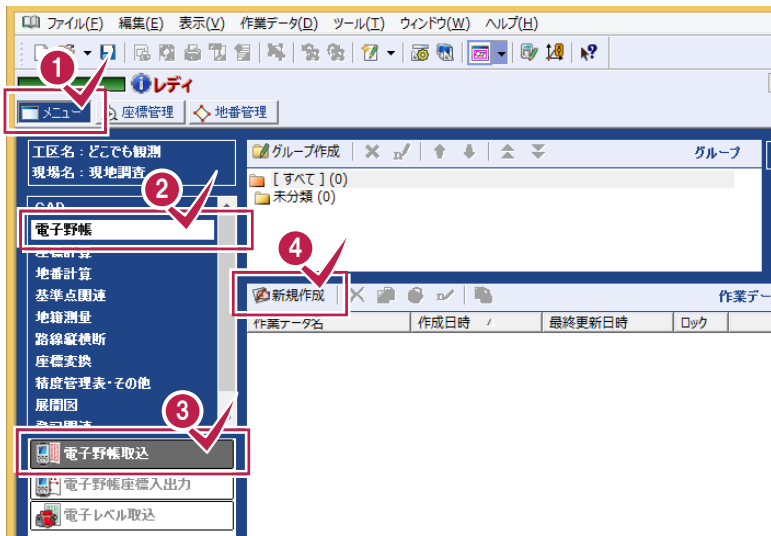 ファイル(F) 編集(E) 表示(V) 作業データ(D) ツール(T) ウィンドウ(W) ヘルプ(H)
1
レディ
メニュー 座標管理 地番管理
工区名：どこでも観測
現場名：現地調査
グループ作成 グループ
[すべて] (0)
未分類 (0)
2
CAD
電子野帳
座標計算
地番計算
基準点関連
地籍測量
路線縦横断
座標変換
精度管理表・その他
展開図
登記関連
4
新規作成 作業デー
作業データ名 作成日時 / 最終更新日時 ロック
3
電子野帳取込
電子野帳座標入出力
電子レベル取込